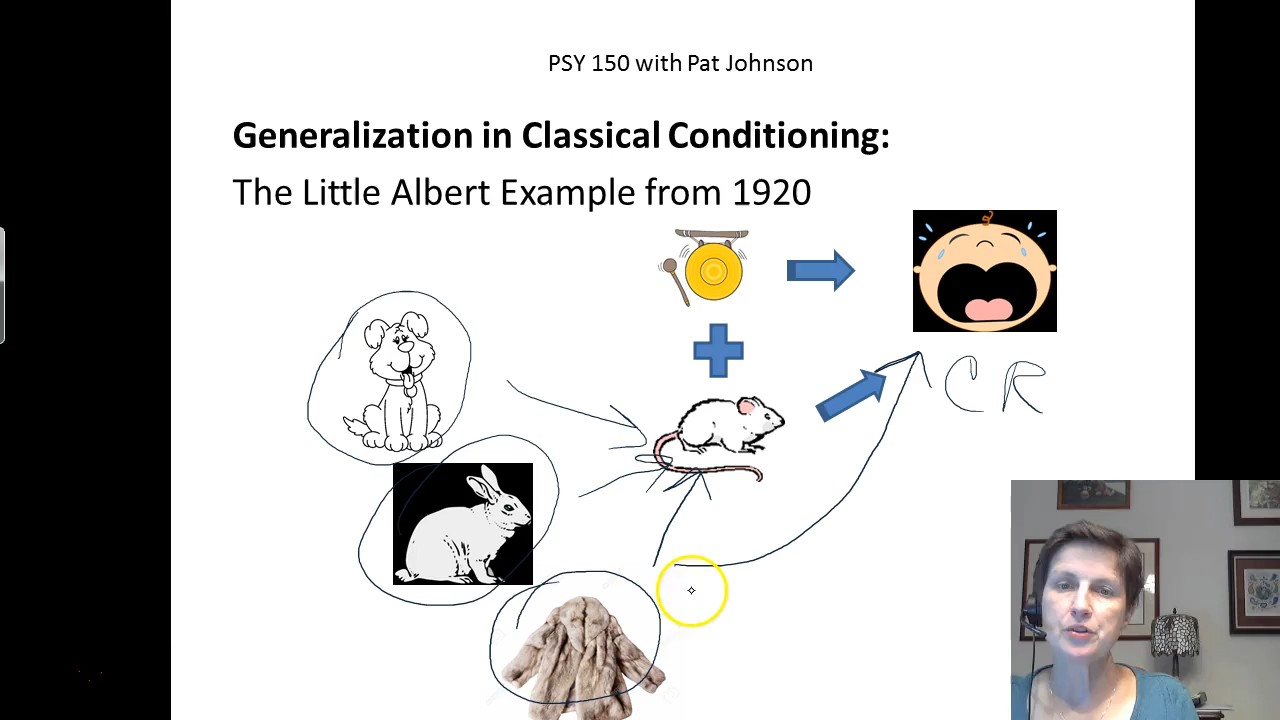 PSY 150 with Pat Johnson
Generalization in Classical Conditioning:
The Little Albert Example from 1920
CR